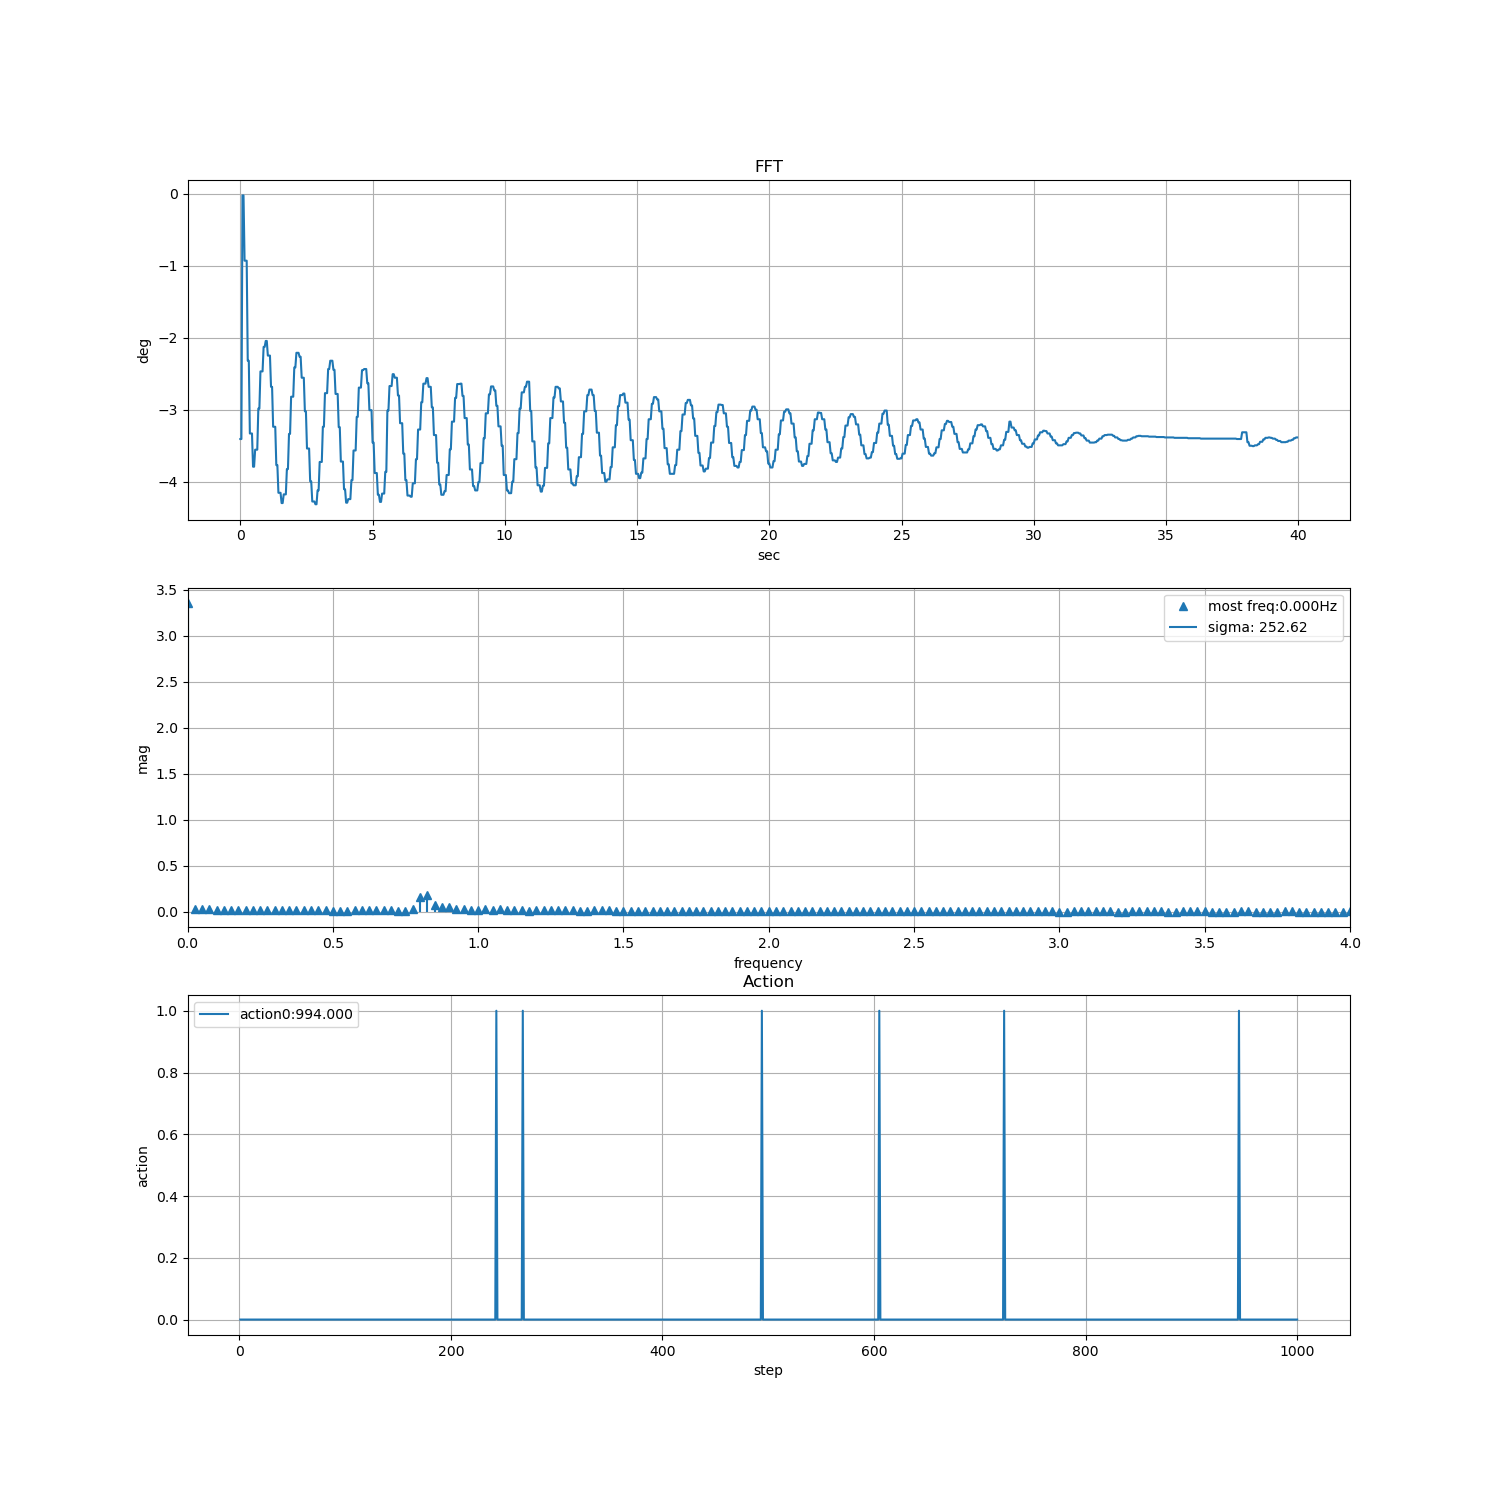 FFT
0
−1
−2
−3
−4
deg
0 5 10 15 20 25 30 35 40
sec
3.5
3.0
2.5
2.0
1.5
1.0
0.5
0.0
mag
most freq:0.000Hz
sigma: 252.62
0.0 0.5 1.0 1.5 2.0 2.5 3.0 3.5 4.0
frequency
Action
1.0
0.8
0.6
0.4
0.2
0.0
action
action0:994.000
0 200 400 600 800 1000
step